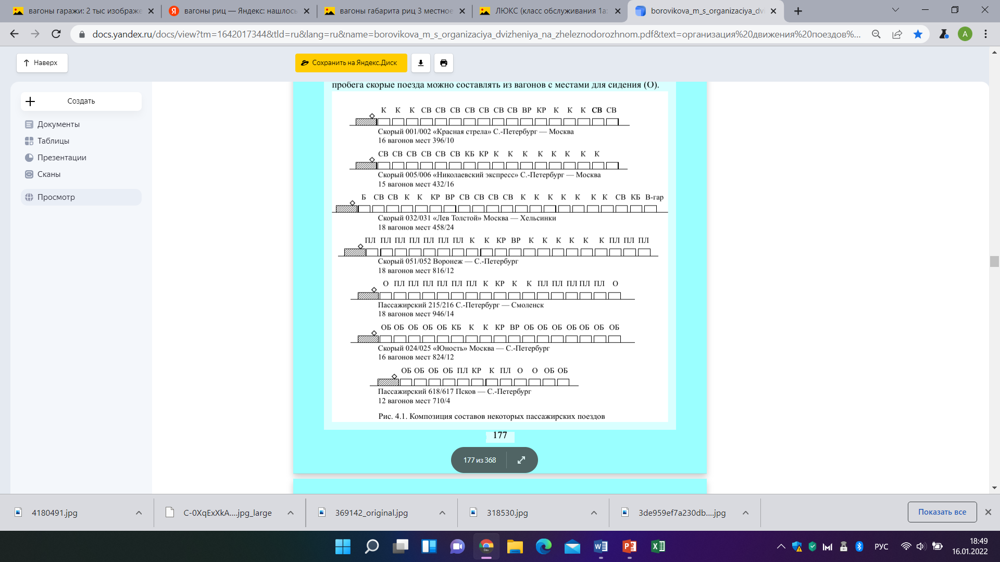 вагоны гаражи: 2 тыс изображе
вагоны риц — Яндекс: нашлось
вагоны габарита риц 3 местное
ЛЮКС (класс обслуживания 1а:
borovikova_m_s_organizaciya_dvi
docs.yandex.ru/docs/view?tm=1642017344&tld=ru&lang=ru&name=borovikova_m_s_organizaciya_dvizheniya_na_zheleznodorozhnom.pdf&text=организация%20движения%20поездов%...
A
Наверх
Сохранить на Яндекс.Диск
Создать
Документы
Таблицы
Презентации
Сканы
Просмотр
пробега скорые поезда можно составлять из вагонов с местами для сидения (О).
К К К СВ СВ СВ СВ СВ СВ СВ ВР КР К К К СВ СВ
Скорый 001/002 «Красная стрела» С.-Петербург — Москва
16 вагонов мест 396/10
СВ СВ СВ СВ СВ СВ КБ КР К К К К К К К К
Скорый 005/006 «Николаевский экспресс» С.-Петербург — Москва
15 вагонов мест 432/16
Б СВ СВ К К КР ВР СВ СВ СВ СВ К К К К К К К СВ КБ В-гар
Скорый 032/031 «Лев Толстой» Москва — Хельсинки
18 вагонов мест 458/24
ПЛ ПЛ ПЛ ПЛ ПЛ ПЛ ПЛ К К КР ВР К К К К К К ПЛ ПЛ ПЛ
Скорый 051/052 Воронеж — С.-Петербург
18 вагонов мест 816/12
О ПЛ ПЛ ПЛ ПЛ ПЛ ПЛ К КР К К ПЛ ПЛ ПЛ ПЛ ПЛ О
Пассажирский 215/216 С.-Петербург — Смоленск
18 вагонов мест 946/14
ОБ ОБ ОБ ОБ ОБ КБ К К КР ВР ОБ ОБ ОБ ОБ ОБ ОБ ОБ
Скорый 024/025 «Юность» Москва — С.-Петербург
16 вагонов мест 824/12
ОБ ОБ ОБ ОБ ПЛ КР К ПЛ О О ОБ ОБ
Пассажирский 618/617 Псков — С.-Петербург
12 вагонов мест 710/4
Рис. 4.1. Композиция составов некоторых пассажирских поездов
177
177 из 368
4180491.jpg
C-0XqExXkA....jpg_large
369142_original.jpg
318530.jpg
3de959ef7a230db....jpg
Показать все
РУС
18:49
16.01.2022